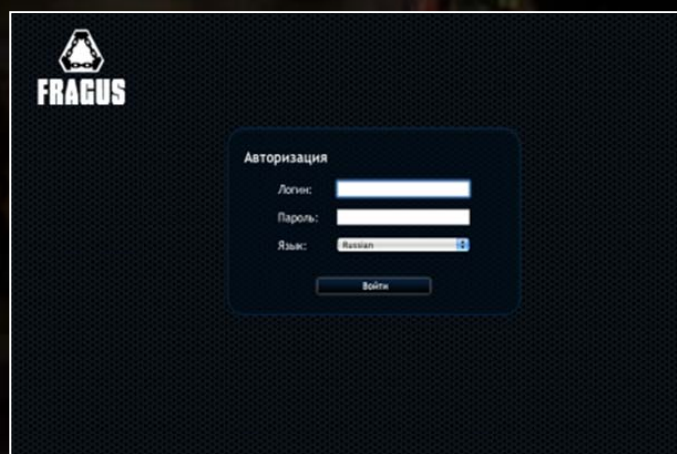 FRAGUS
Авторизация
Логин:
Пароль:
Язык: Russian
Войти